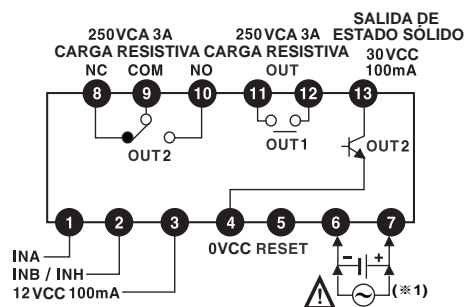 250VCA 3A 250VCA 3A
CARGA RESISTIVA CARGA RESISTIVA
SALIDA DE
ESTADO SÓLIDO
30VCC
100mA
NC COM NO OUT
8 9 10 11 12 13
OUT2 OUT1 OUT2
1 2 3 4 5 6 7
0VCC RESET
INA
INB / INH
12VCC 100mA
- +
(※1)